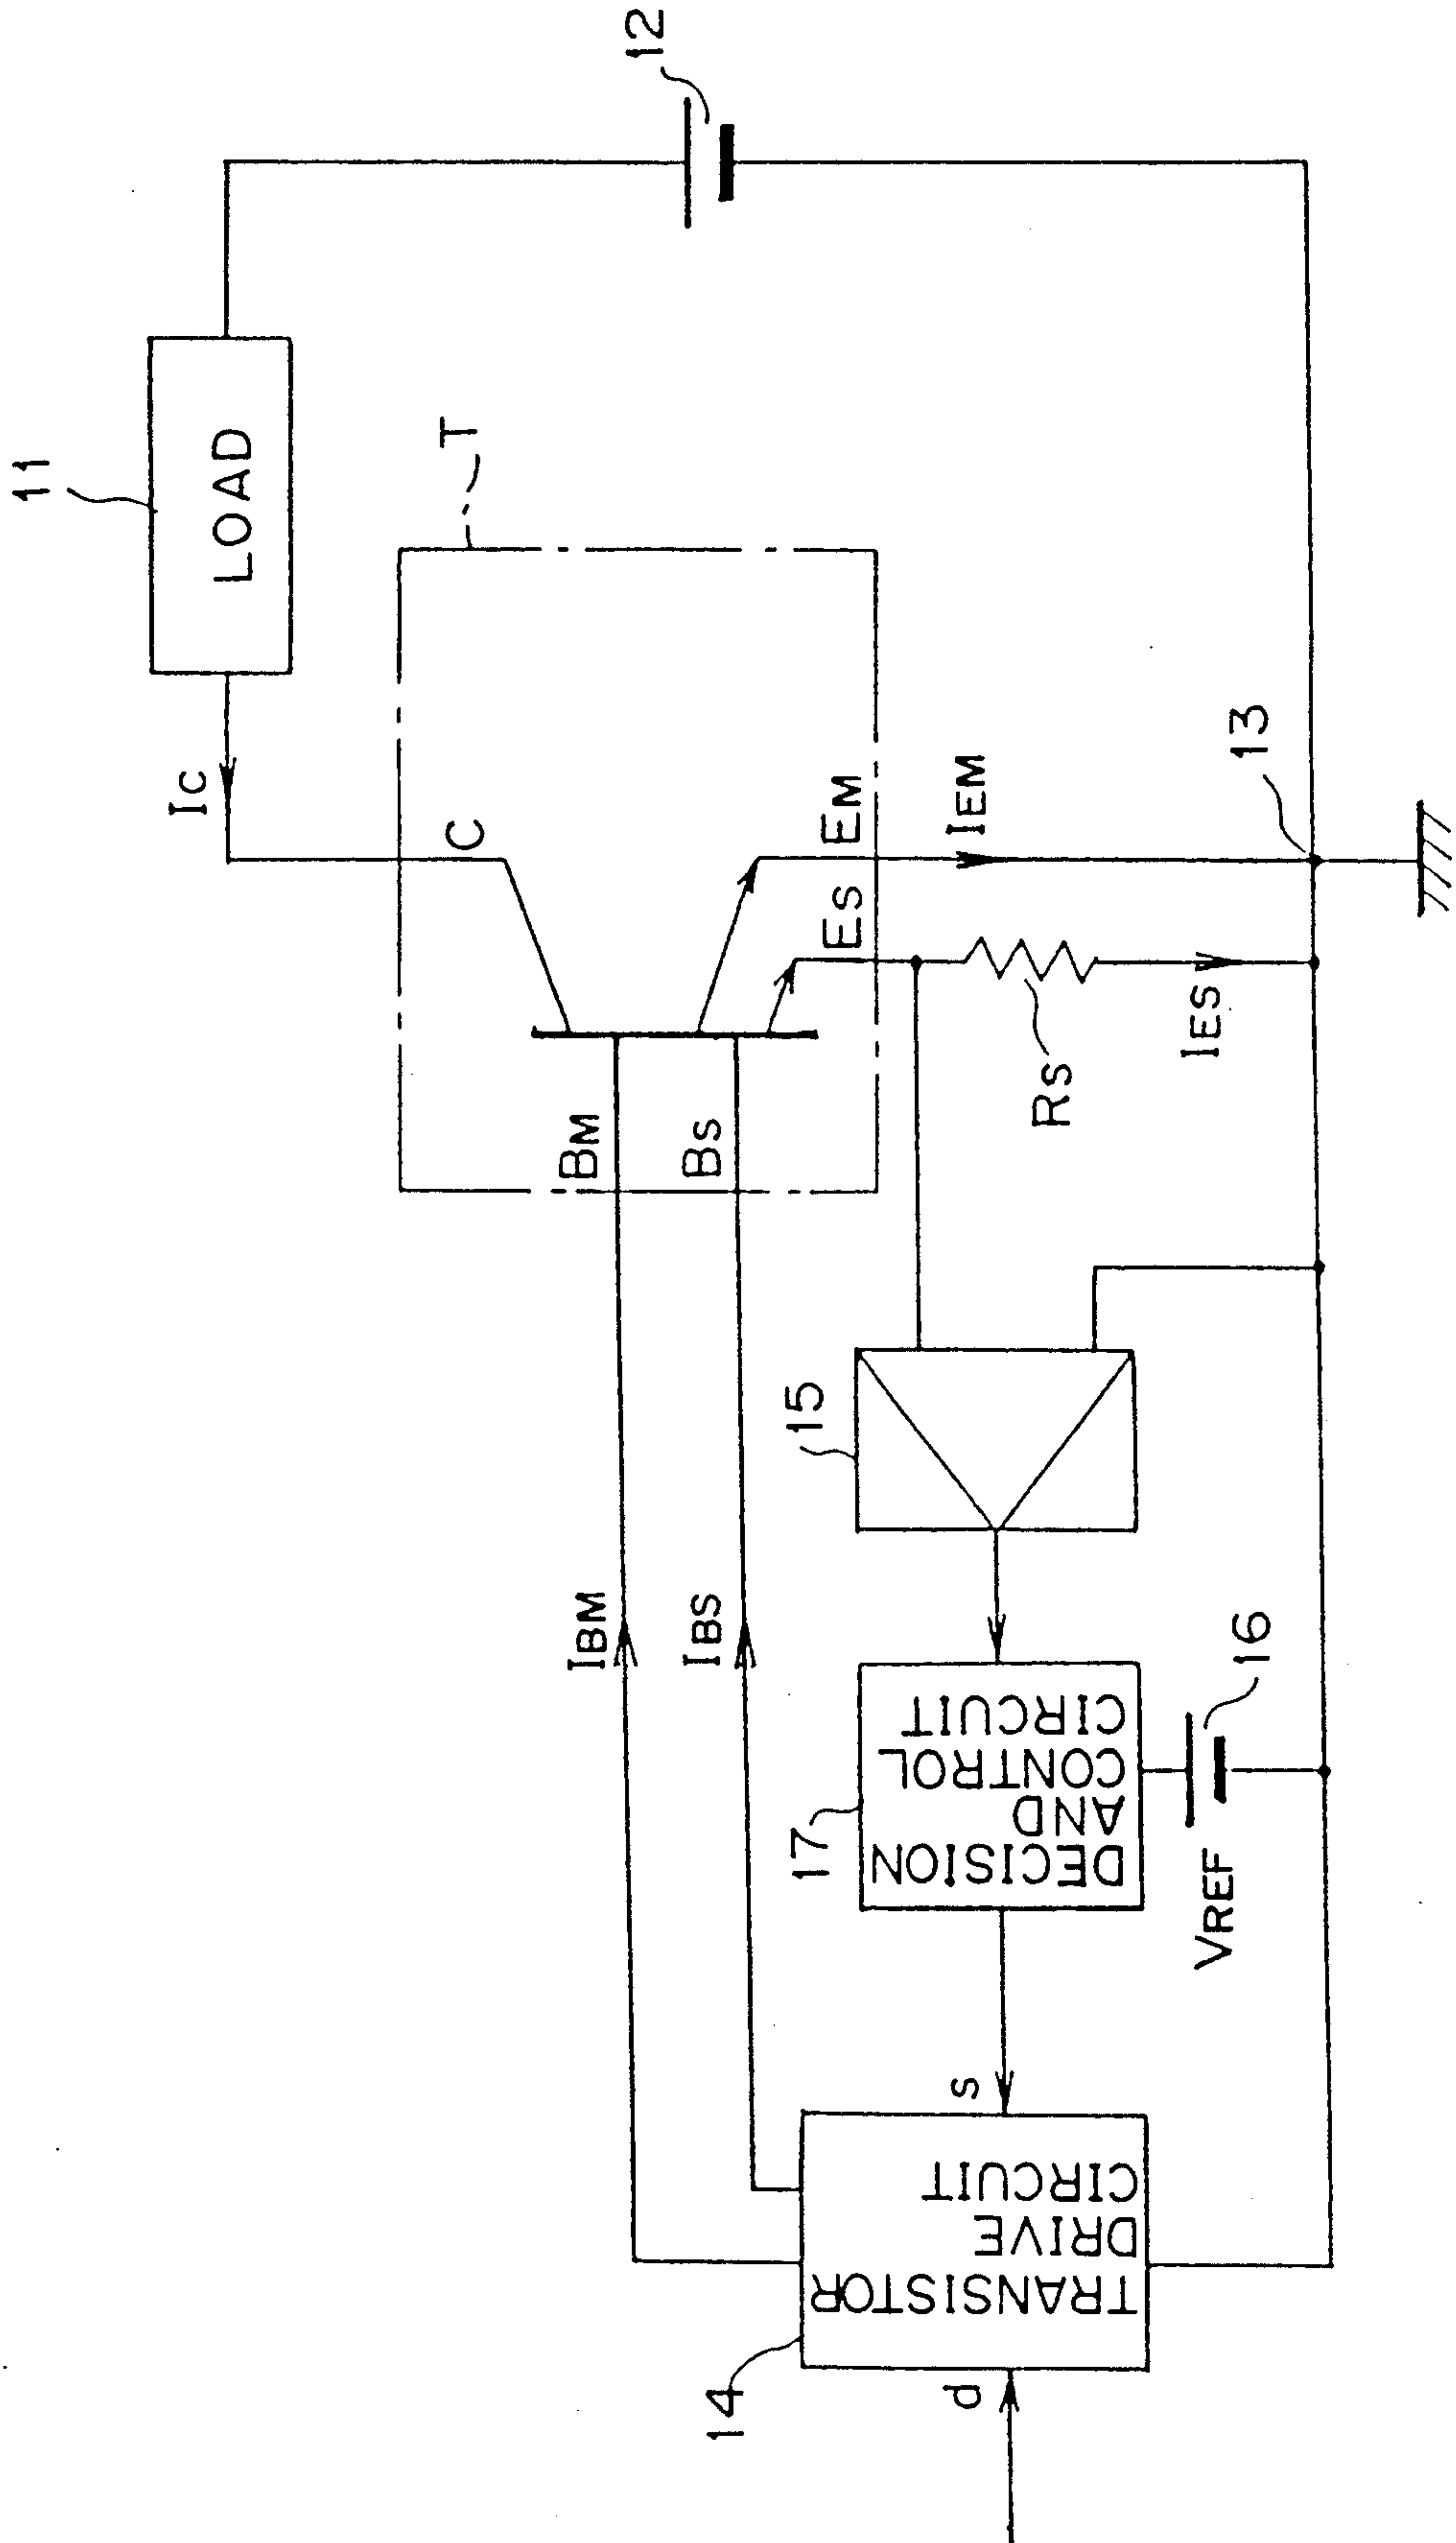 11
LOAD
12
IC
T
C
BM
BS
ES
EM
IEM
IBM
IBS
RS
IES
13
15
17
DECISION
AND
CONTROL
CIRCUIT
16
VREF
s
14
TRANSISTOR
DRIVE
CIRCUIT
d